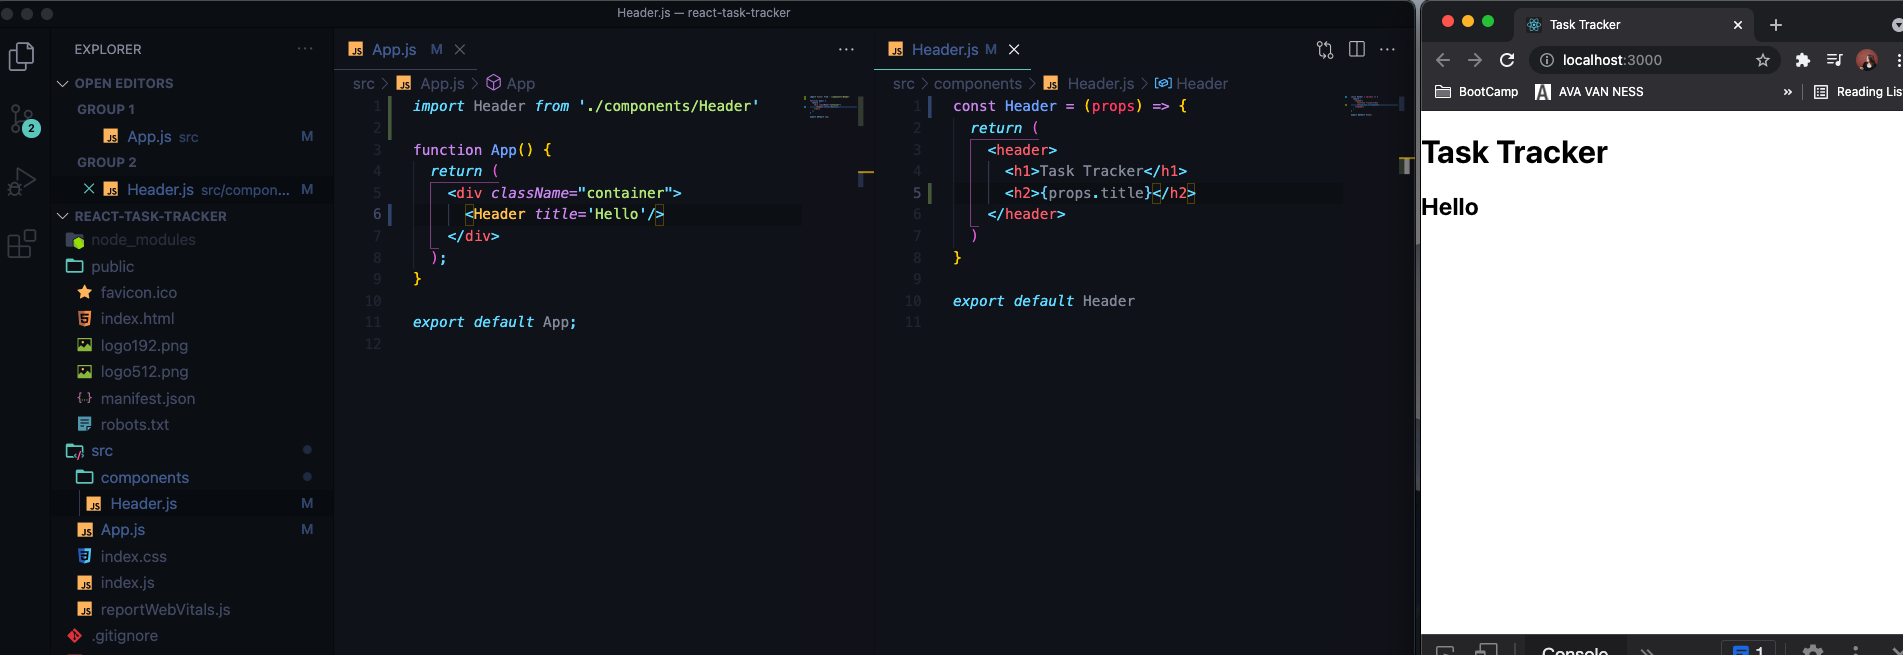 Header.js — react-task-tracker
EXPLORER
OPEN EDITORS
GROUP 1
App.js src M
GROUP 2
Header.js src/compon... M
REACT-TASK-TRACKER
node_modules
public
favicon.ico
index.html
logo192.png
logo512.png
manifest.json
robots.txt
src
components
Header.js M
App.js M
index.css
index.js
reportWebVitals.js
.gitignore
2
App.js M
src > App.js > App
1 import Header from './components/Header'
2
3 function App() {
4 return (
5 <div className="container">
6 <Header title='Hello'/>
7 </div>
8 );
9 }
10
11 export default App;
12
Header.js M
src > components > Header.js > Header
1 const Header = (props) => {
2 return (
3 <header>
4 <h1>Task Tracker</h1>
5 <h2>{props.title}</h2>
6 </header>
7 )
8 }
9
10 export default Header
11
Task Tracker
localhost:3000
BootCamp AVA VAN NESS » Reading Lis
Task Tracker
Hello
Console » 1